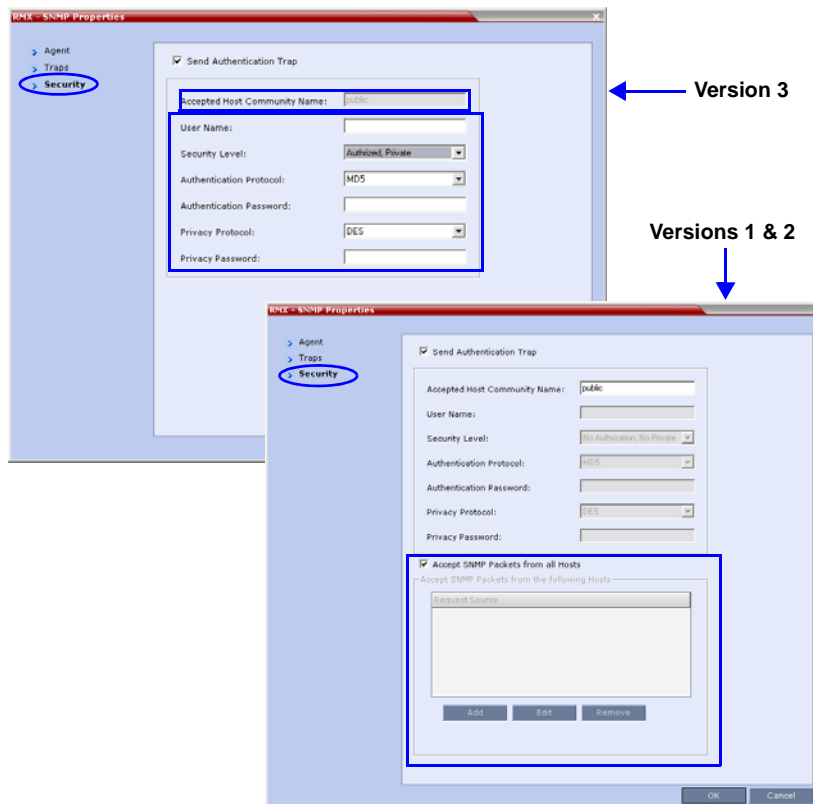 RMX - SNMP Properties
Agent
Traps
Security
Send Authentication Trap
Accepted Host Community Name: public
User Name:
Security Level: Authrized, Private
Authentication Protocol: MD5
Authentication Password:
Privacy Protocol: DES
Privacy Password:
Version 3
Versions 1 & 2
RMX - SNMP Properties
Agent
Traps
Security
Send Authentication Trap
Accepted Host Community Name: public
User Name:
Security Level: No Authrization, No Private
Authentication Protocol: MD5
Authentication Password:
Privacy Protocol: DES
Privacy Password:
Accept SNMP Packets from all Hosts
Accept SNMP Packets from the following Hosts
Request Source
Add Edit Remove
OK Cancel